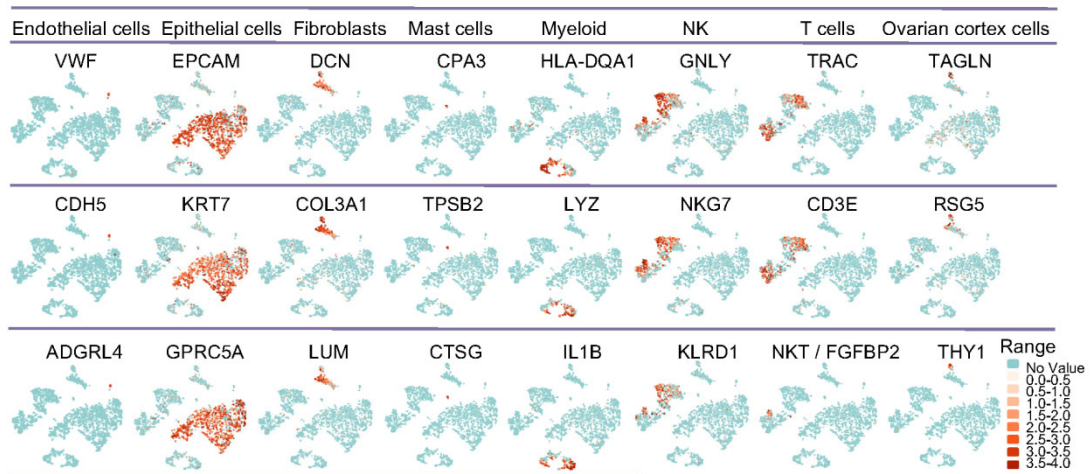 Endothelial cells Epithelial cells Fibroblasts Mast cells Myeloid NK T cells Ovarian cortex cells
VWF EPCAM DCN CPA3 HLA-DQA1 GNLY TRAC TAGLN
CDH5 KRT7 COL3A1 TPSB2 LYZ NKG7 CD3E RSG5
ADGRL4 GPRC5A LUM CTSG IL1B KLRD1 NKT / FGFBP2 THY1
Range
No Value
0.0-0.5
0.5-1.0
1.0-1.5
1.5-2.0
2.0-2.5
2.5-3.0
3.0-3.5
3.5-4.0